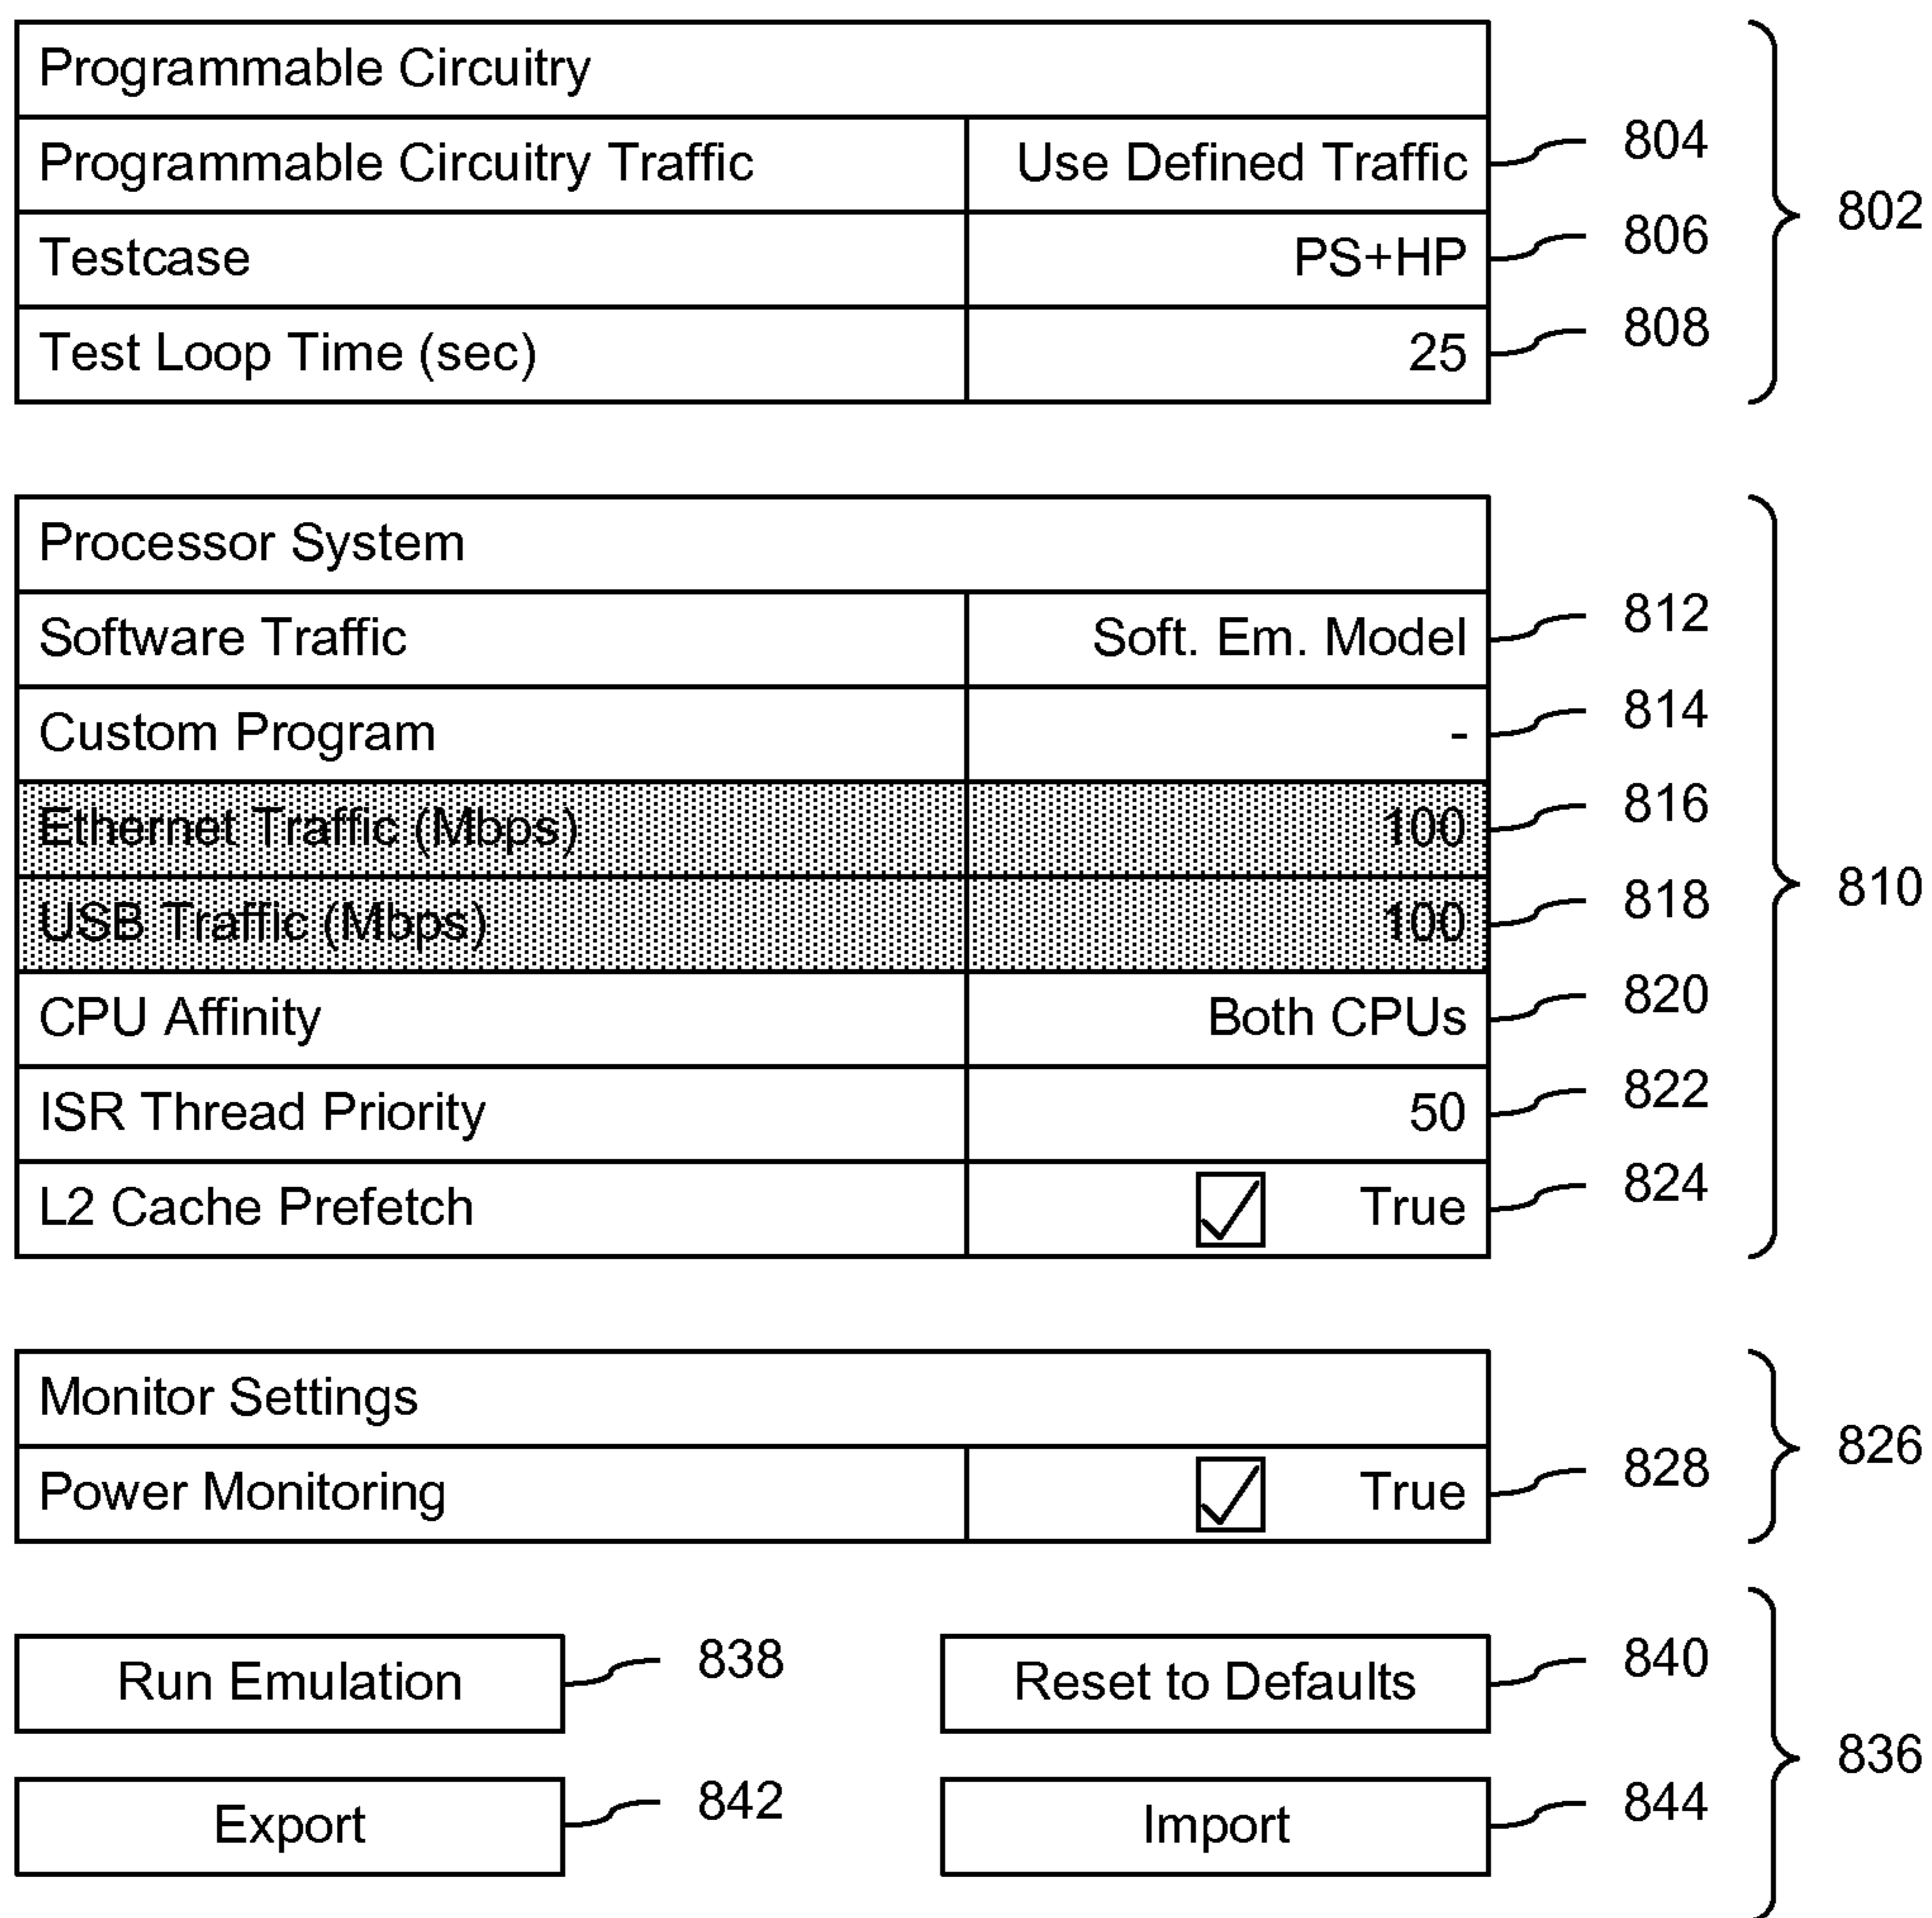 Programmable Circuitry
Programmable Circuitry Traffic Use Defined Traffic 804
802
Testcase PS+HP 806
Test Loop Time (sec) 25 808
Processor System
Software Traffic Soft. Em. Model 812
Custom Program - 814
Ethernet Traffic (Mbps) 100 816
810
USB Traffic (Mbps) 100 818
CPU Affinity Both CPUs 820
ISR Thread Priority 50 822
L2 Cache Prefetch True 824
Monitor Settings
826
Power Monitoring True 828
Run Emulation 838 Reset to Defaults 840
836
Export 842 Import 844